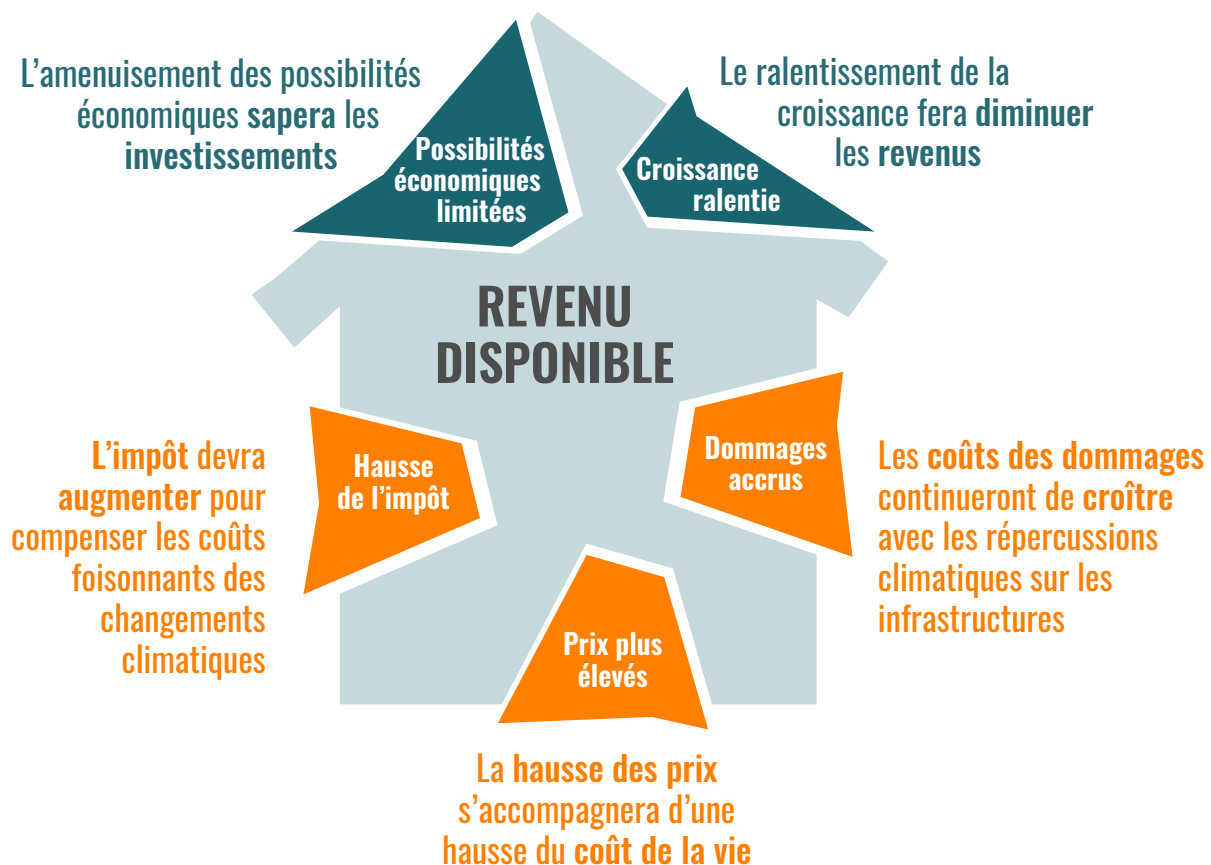 L’amenuisement des possibilités
économiques sapera les
investissements
Possibilités
économiques
limitées
Le ralentissement de la
croissance fera diminuer
les revenus
Croissance
ralentie
REVENU
DISPONIBLE
L’impôt devra
augmenter pour
compenser les coûts
foisonnants des
changements
climatiques
Hausse
de l’impôt
Dommages
accrus
Les coûts des dommages
continueront de croître
avec les répercussions
climatiques sur les
infrastructures
Prix plus
élevés
La hausse des prix
s’accompagnera d’une
hausse du coût de la vie